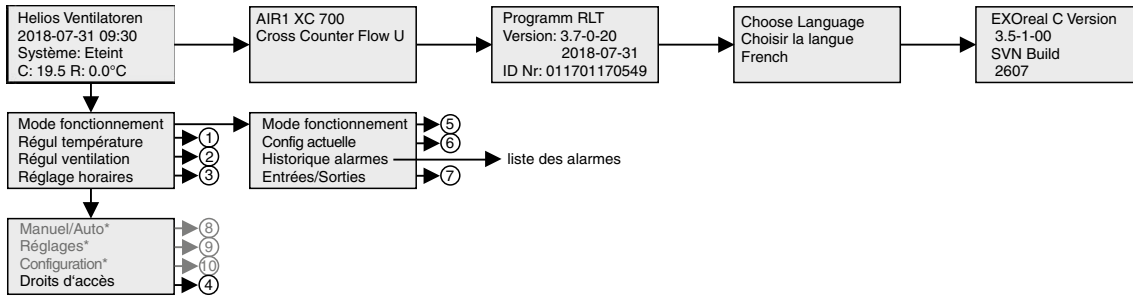 Helios Ventilatoren
2018-07-31 09:30
Système: Eteint
C: 19.5 R: 0.0°C
AIR1 XC 700
Cross Counter Flow U
Programm RLT
Version: 3.7-0-20
2018-07-31
ID Nr: 011701170549
Choose Language
Choisir la langue
French
EXOreal C Version
3.5-1-00
SVN Build
2607
Mode fonctionnement
Régul température 1
Régul ventilation 2
Réglage horaires 3
Mode fonctionnement 5
Config actuelle 6
Historique alarmes liste des alarmes
Entrées/Sorties 7
Manuel/Auto* 8
Réglages* 9
Configuration* 10
Droits d‘accès 4